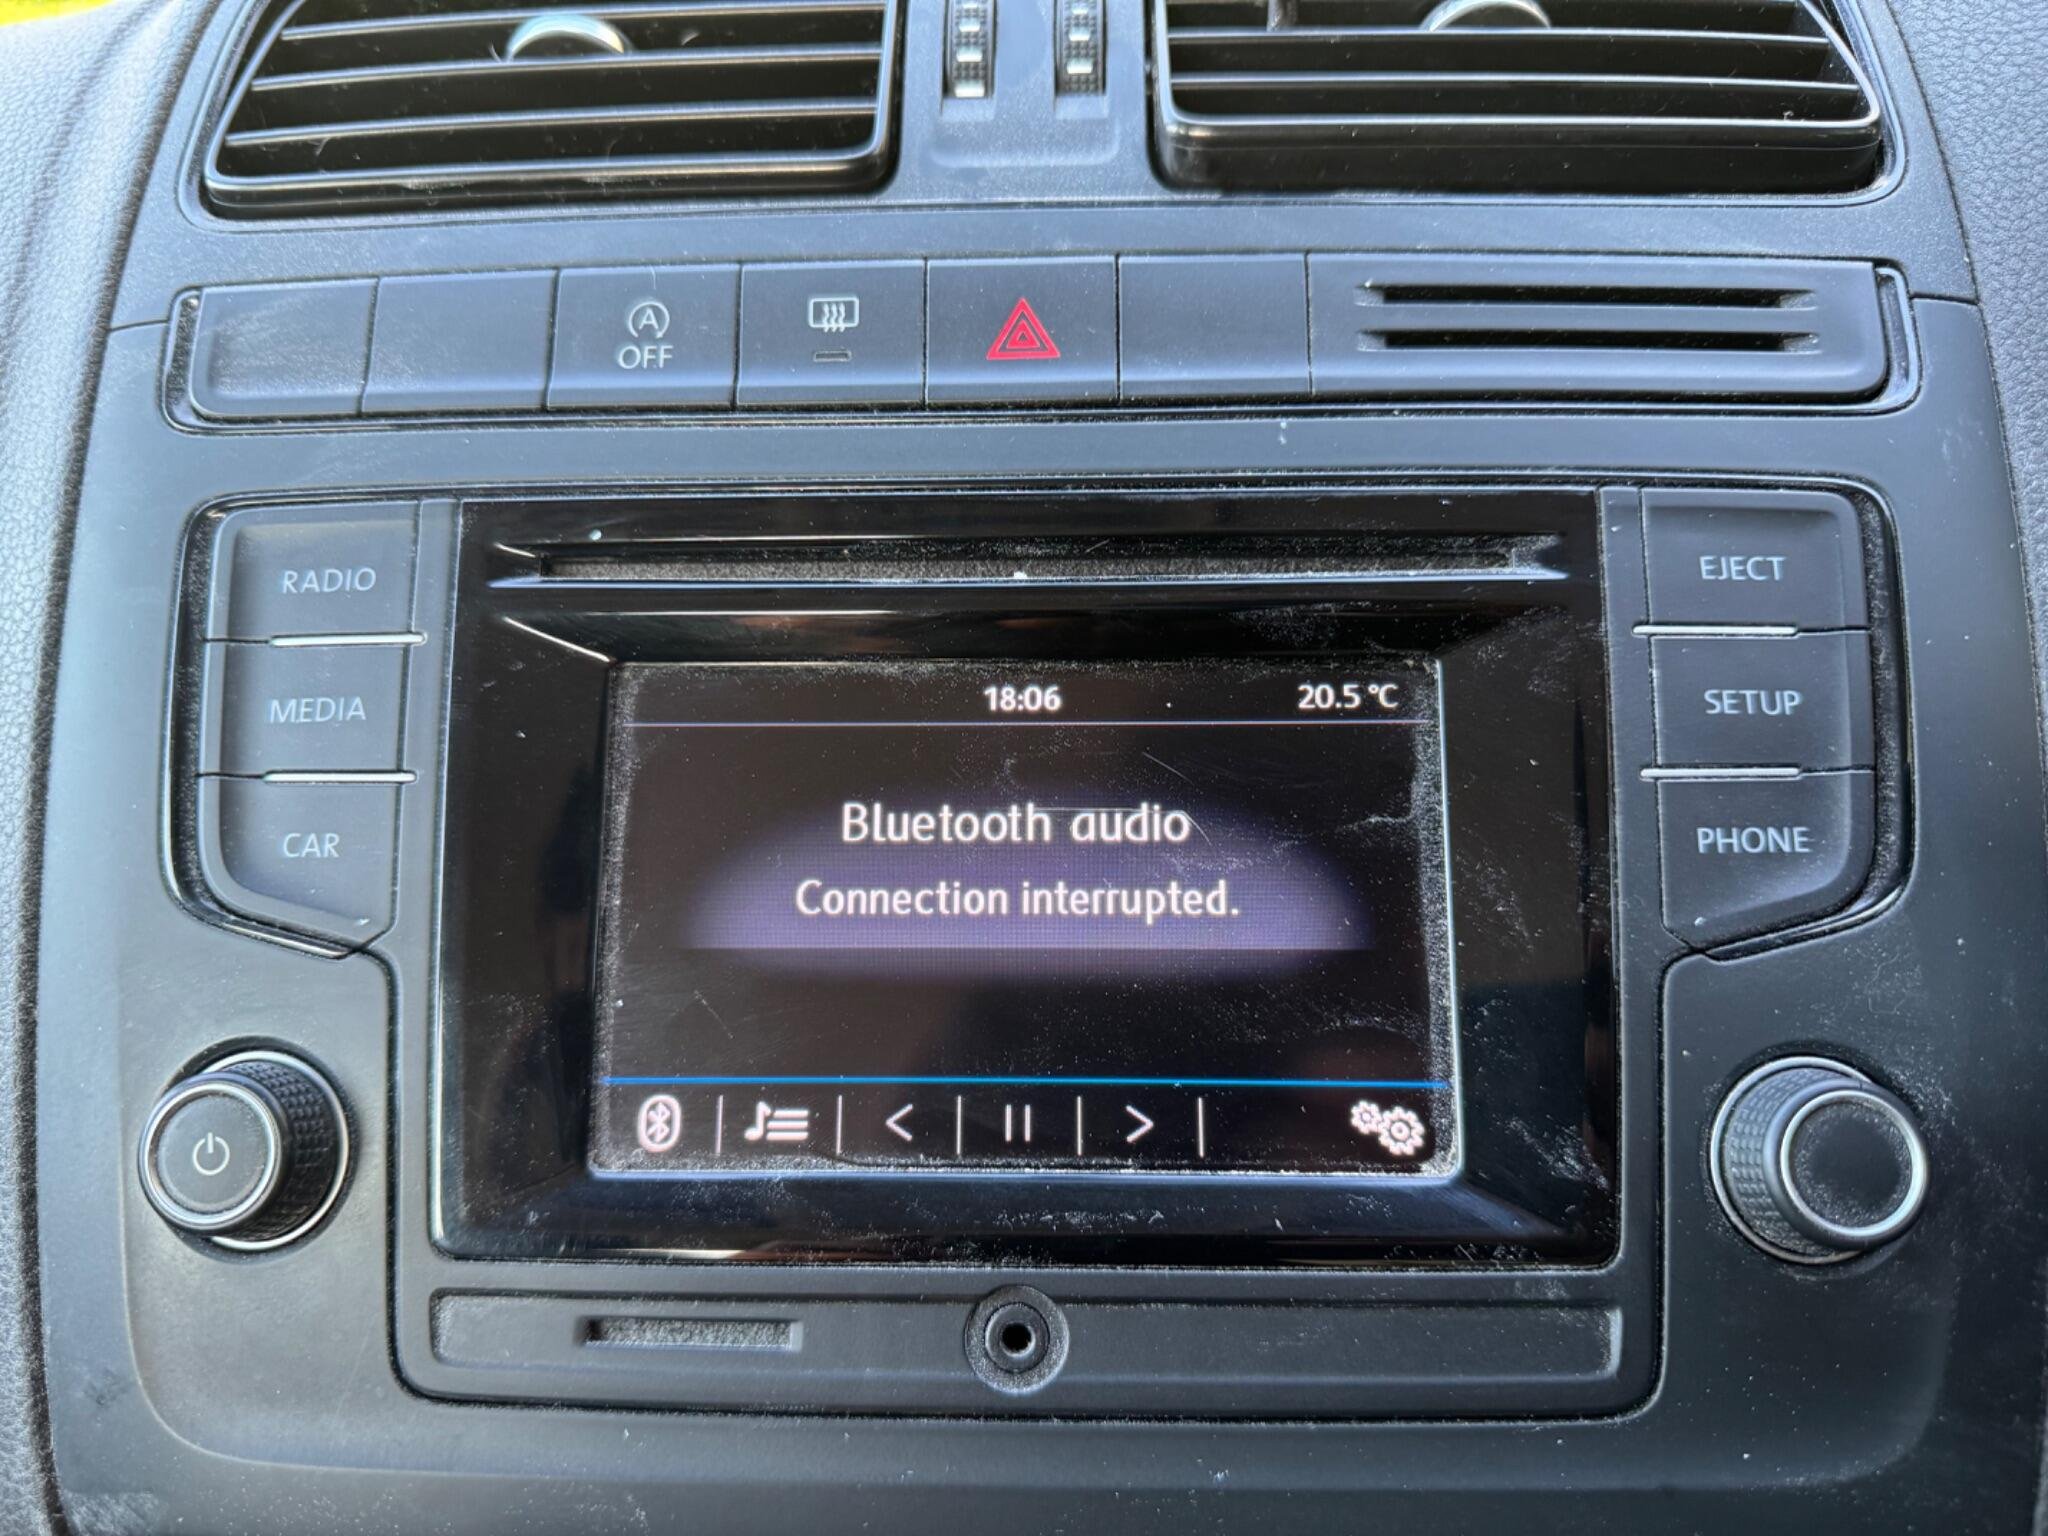 A
OFF
RADIO
MEDIA
CAR
EJECT
SETUP
PHONE
18:06
20.5 °C
Bluetooth audio
Connection interrupted.